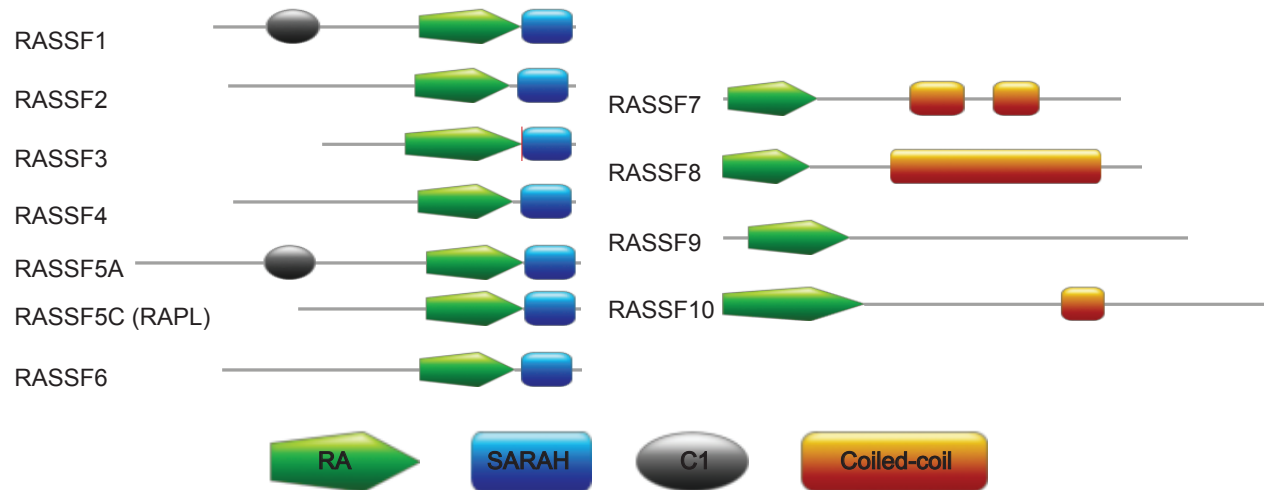 RASSF1
RASSF2
RASSF3
RASSF4
RASSF5A
RASSF5C (RAPL)
RASSF6
RASSF7
RASSF8
RASSF9
RASSF10
RA
SARAH
C1
Coiled-coil